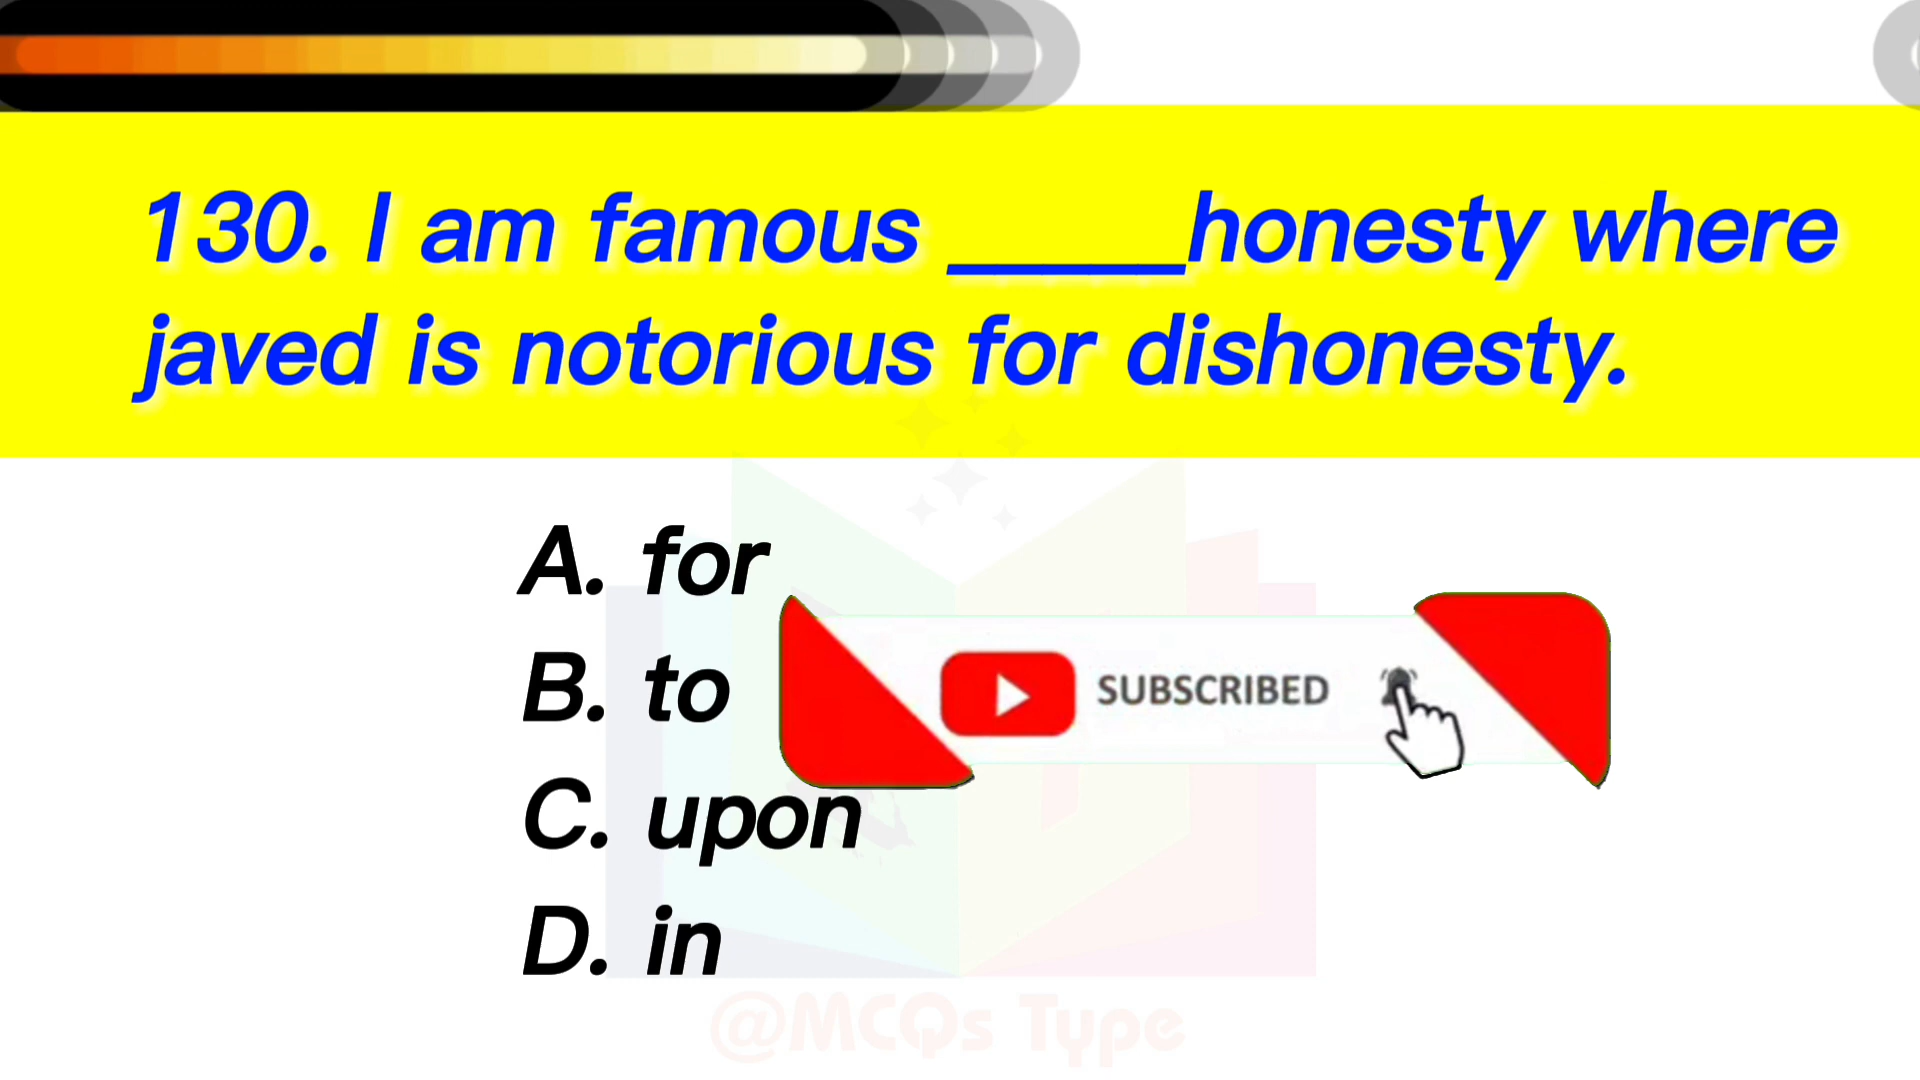 130. I am famous _____honesty where
javed is notorious for dishonesty.
A. for
B. to
SUBSCRIBED
C. upon
D. in
@MCQs Type